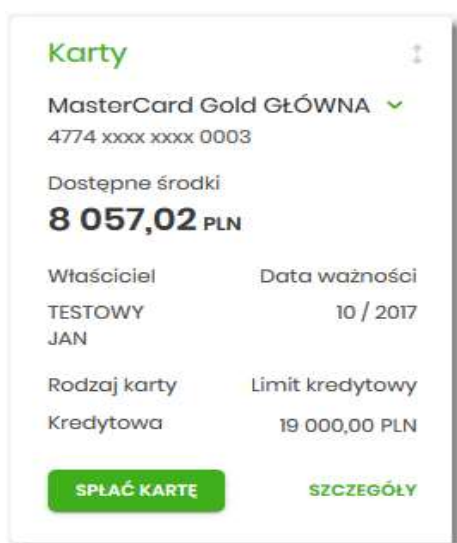 Karty
MasterCard Gold GŁÓWNA
4774 xxxx xxxx 0003
Dostępne środki
8 057,02 PLN
Właściciel Data ważności
TESTOWY 10 / 2017
JAN
Rodzaj karty Limit kredytowy
Kredytowa 19 000,00 PLN
SPŁAĆ KARTĘ SZCZEGÓŁY